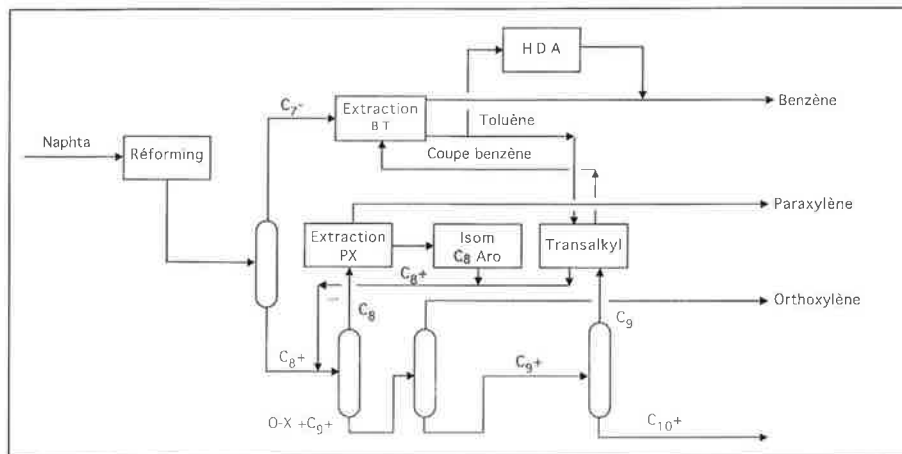 HDA
C₇-
Extraction
BT
Benzène
Toluène
Naphta
Réforming
Coupe benzène
Paraxylène
Extraction
PX
Isom
C₈ Aro
Transalkyl
C₈+
C₈
Orthoxylène
C₉
C₈+
C₉+
O-X +C₉+
C₁₀+